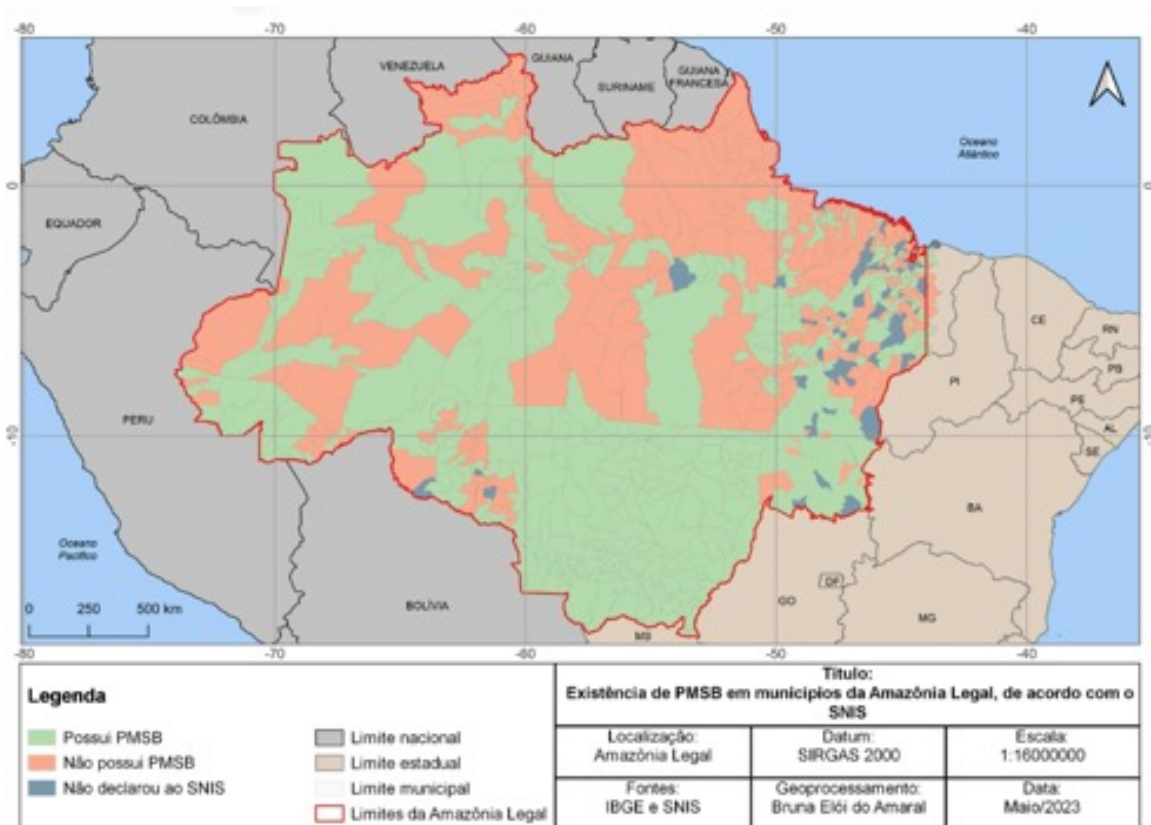 -70
-60
-50
-40
VENEZUELA
GUIANA
SURINAME
GUIANA
FRANCESA
COLÔMBIA
Oceano
Atlântico
0
0
EQUADOR
CE
RN
PB
PI
PE
AL
SE
PERU
-10
-10
BA
Oceano
Pacífico
DF
GO
MG
BOLÍVIA
MS
0 250 500 km
-80
-70
-60
-50
-40
Legenda
Possui PMSB
Não possui PMSB
Não declarou ao SNIS
Limite nacional
Limite estadual
Limite municipal
Limites da Amazônia Legal
Título:
Existência de PMSB em municipios da Amazônia Legal, de acordo com o
SNIS
Localização:
Amazônia Legal
Datum:
SIRGAS 2000
Escala:
1:16000000
Fontes:
IBGE e SNIS
Geoprocessamento:
Bruna Elói do Amaral
Data:
Maio/2023